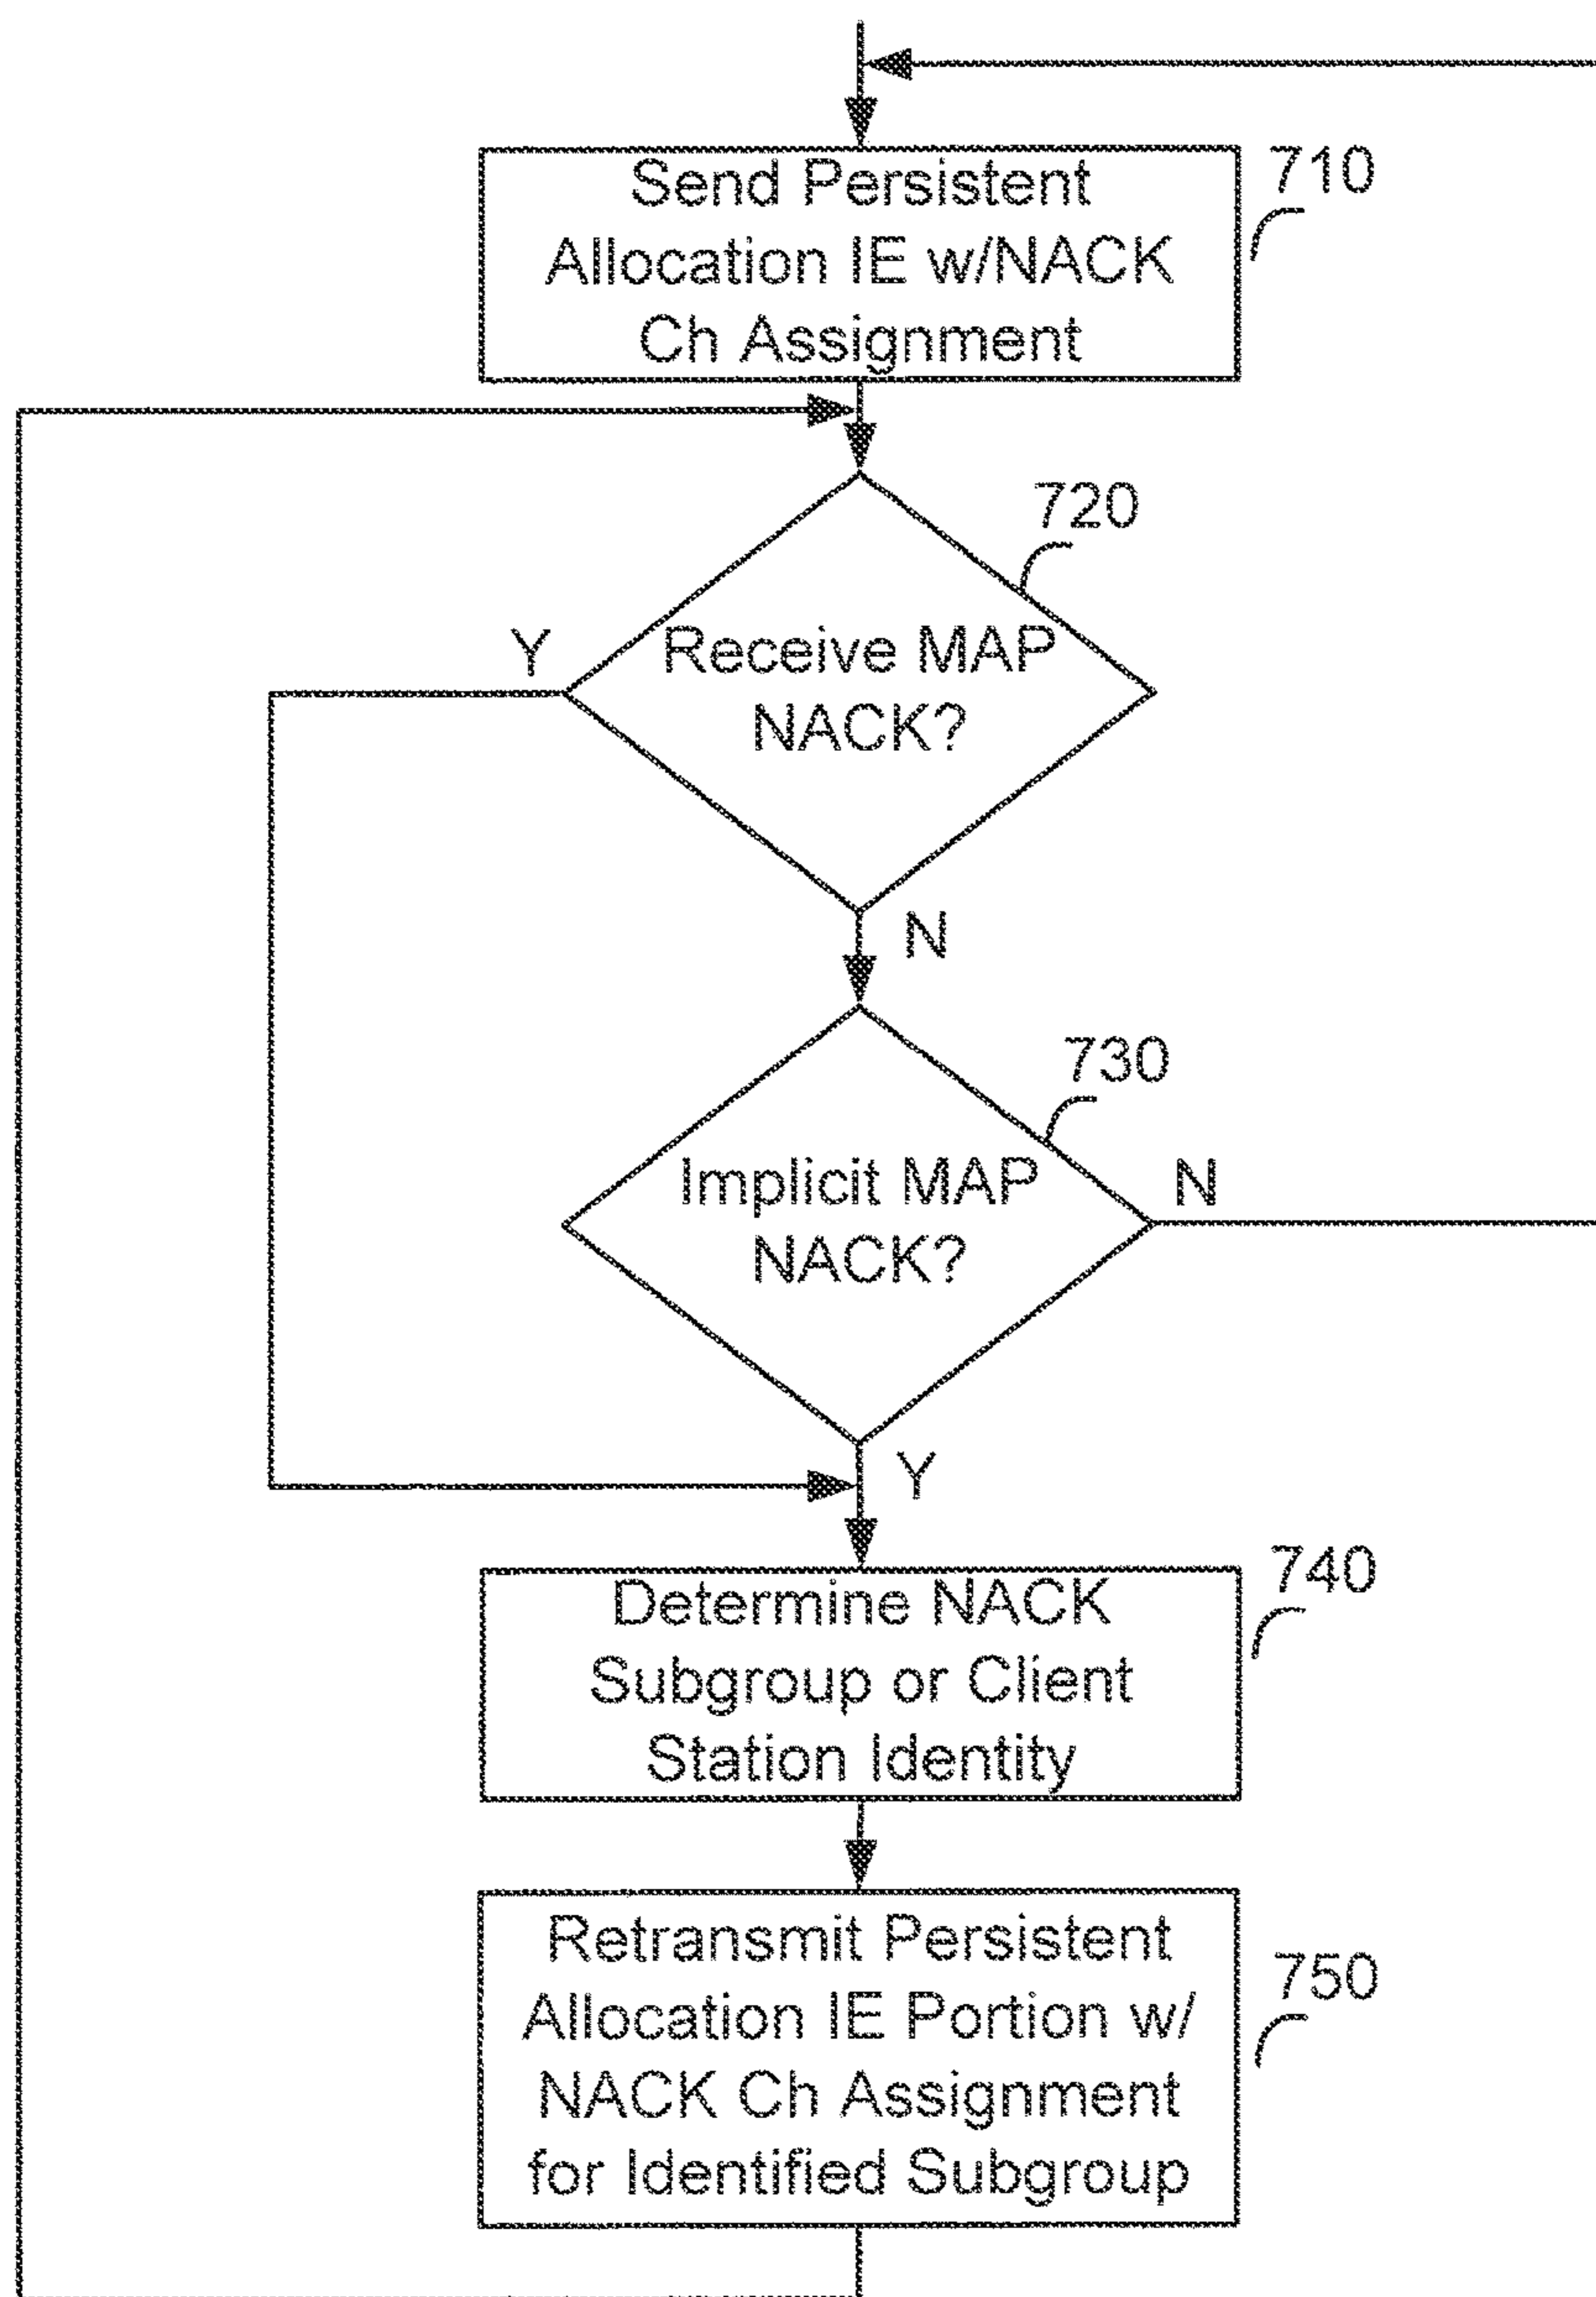 Send Persistent
Allocation IE w/NACK
Ch Assignment
710
720
Y
Receive MAP
NACK?
N
730
Implicit MAP
NACK?
N
Y
740
Determine NACK
Subgroup or Client
Station Identity
Retransmit Persistent
Allocation IE Portion w/
NACK Ch Assignment
for Identified Subgroup
750